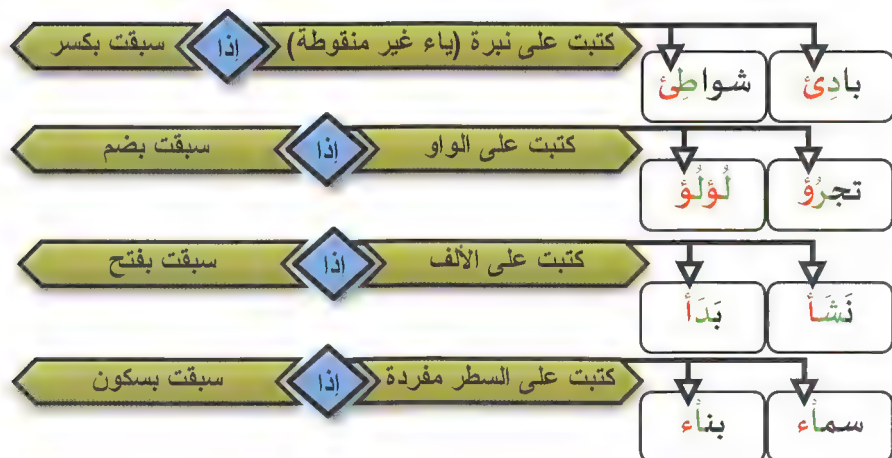 كتبت على نبرة (ياء غير منقوطة) إذا سبقت بكسر
بادِئ شواطِئ
كتبت على الواو إذا سبقت بضم
تجرُؤ لُؤلُؤ
كتبت على الألف إذا سبقت بفتح
نَشَأ بَدَأ
كتبت على السطر مفردة إذا سبقت بسكون
سماْء بناْء